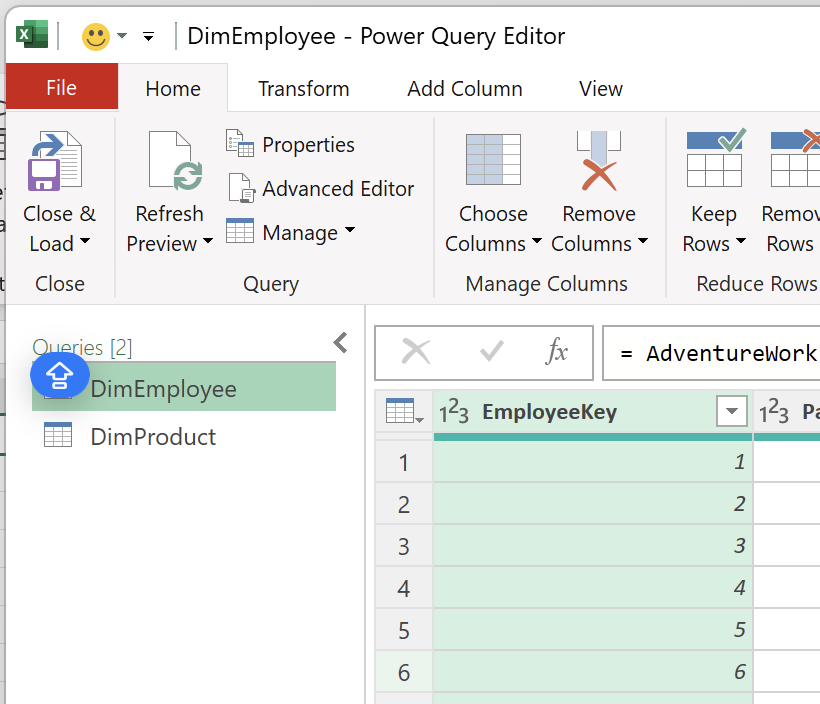 DimEmployee - Power Query Editor
File Home Transform Add Column View
Properties
Advanced Editor
Manage
Close &
Load
Refresh
Preview
Choose
Columns
Remove
Columns
Keep
Rows
Remov
Rows
Close
Query
Manage Columns
Reduce Rows
Queries [2]
DimEmployee
DimProduct
fx
= AdventureWork
123 EmployeeKey
123 Pa
1 1
2 2
3 3
4 4
5 5
6 6